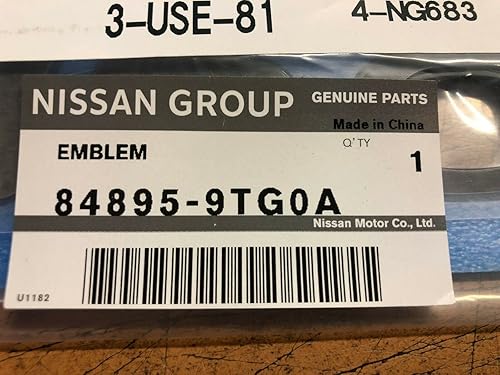 3-USE-81 4-NG683
NISSAN GROUP GENUINE PARTS
Made in China
EMBLEM Q'TY 1
84895-9TG0A
Nissan Motor Co., Ltd.
U1182